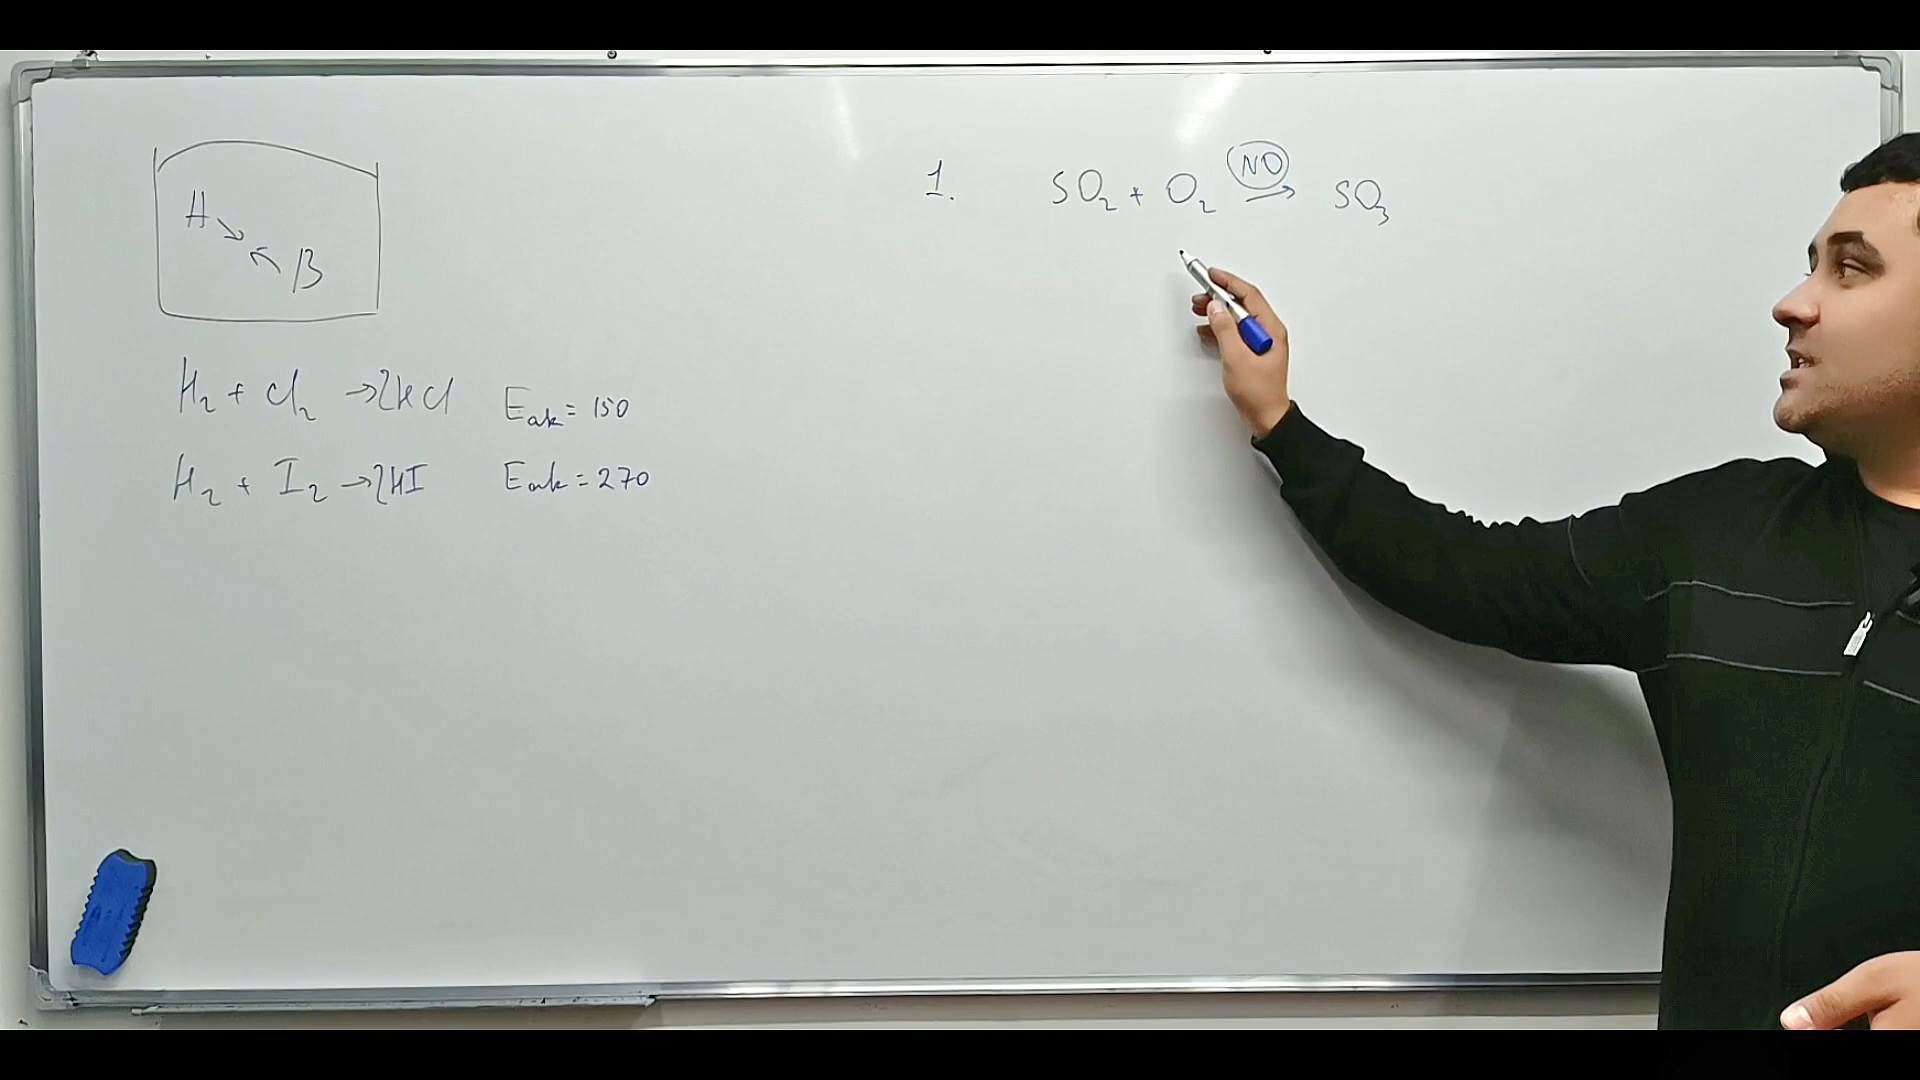 A
B
H₂ + Cl₂ → 2HCl Eak = 150
H₂ + I₂ → 2HI Eak = 270
1. SO₂ + O₂ NO → SO₃